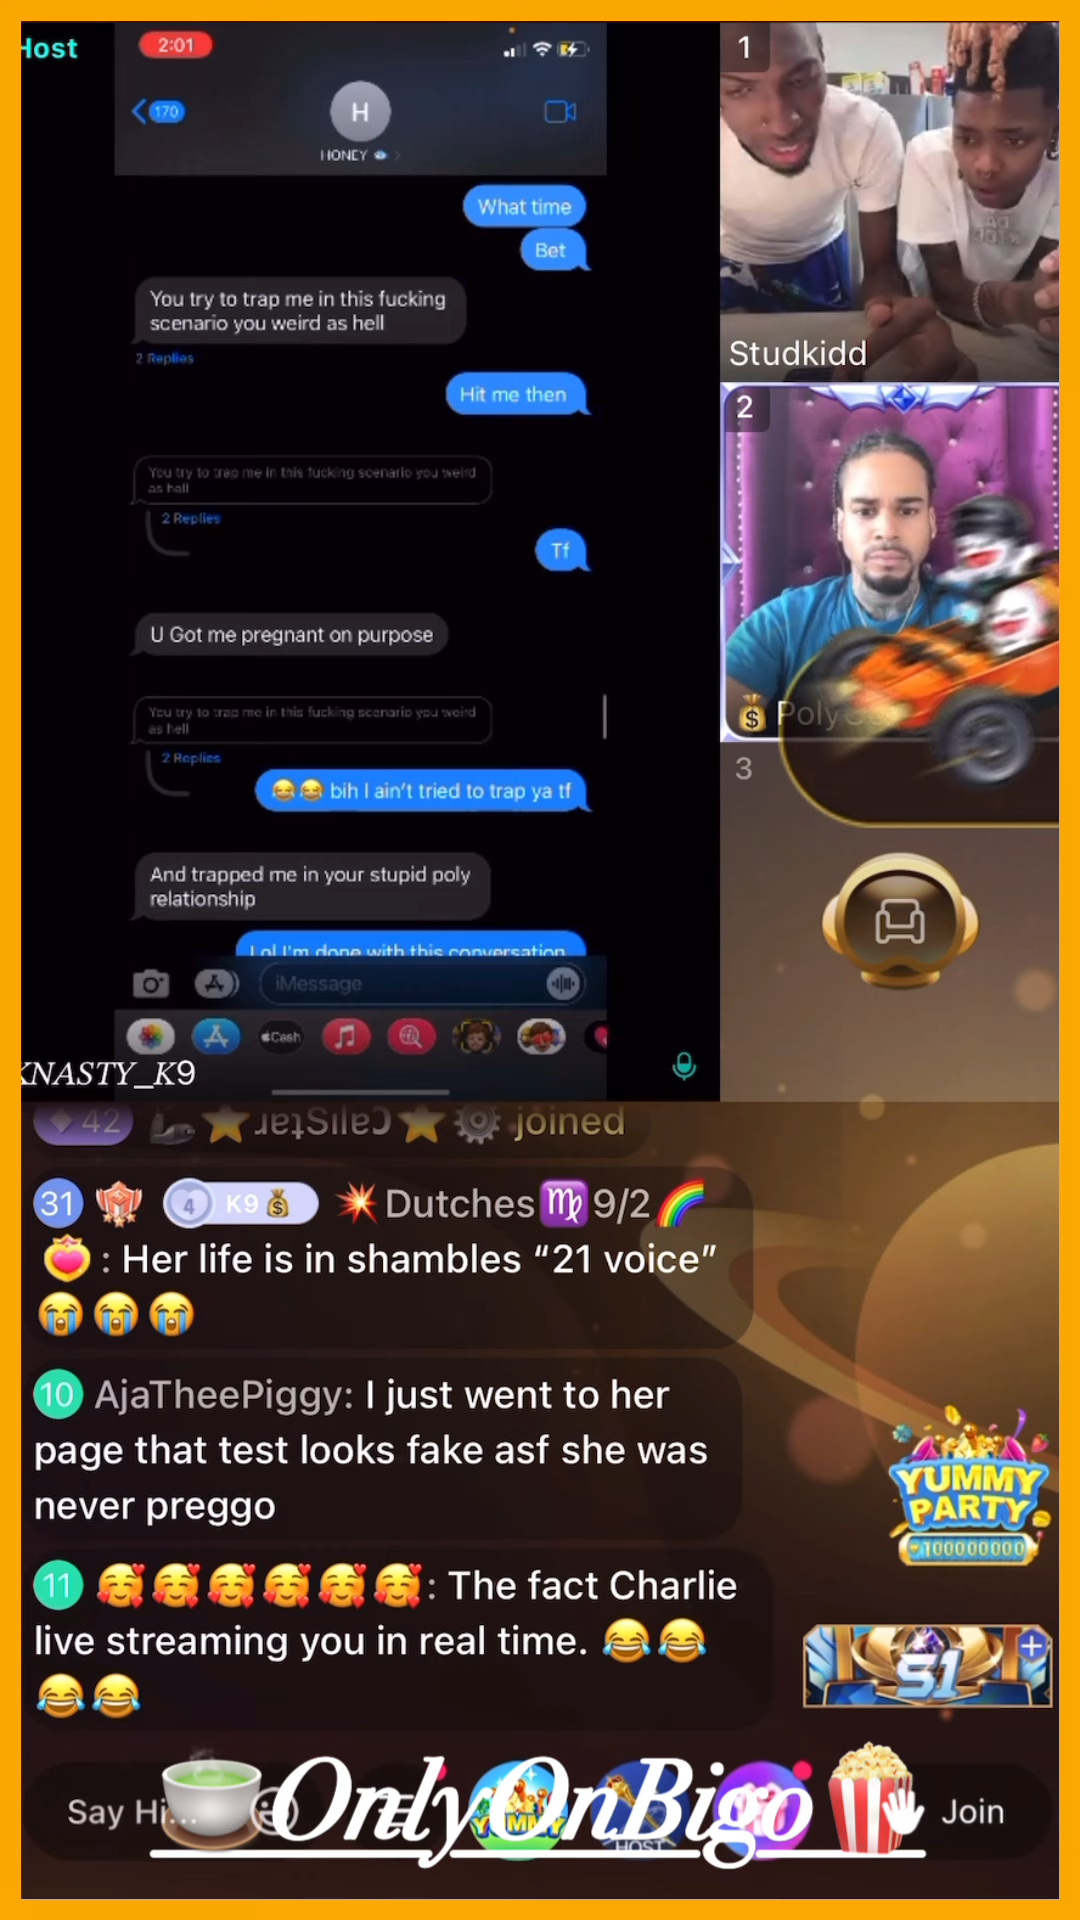 Host
2:01
170
H
HONEY
What time
Bet
You try to trap me in this fucking
scenario you weird as hell
2 Replies
Hit me then
You try to trap me in this fucking scenario you weird
as hell
2 Replies
Tf
U Got me pregnant on purpose
You try to trap me in this fucking scenario you weird
as hell
2 Replies
😂😂 bih I ain't tried to trap ya tf
And trapped me in your stupid poly
relationship
Lol I'm done with this conversation
iMessage
Cash
KNASTY_K9
1
Studkidd
2
Poly
3
42 ⭐CaliStar⭐ joined
31 4 K9💰 💥Dutches♍9/2🌈
: Her life is in shambles “21 voice”
😭😭😭
10 AjaTheePiggy: I just went to her
page that test looks fake asf she was
never preggo
11 🥰🥰🥰🥰🥰🥰: The fact Charlie
live streaming you in real time. 😂😂
😂😂
YUMMY
PARTY
100000000
S1
Say Hi...
YUMMY
HOST
Join
🍵OnlyOnBigo🍿